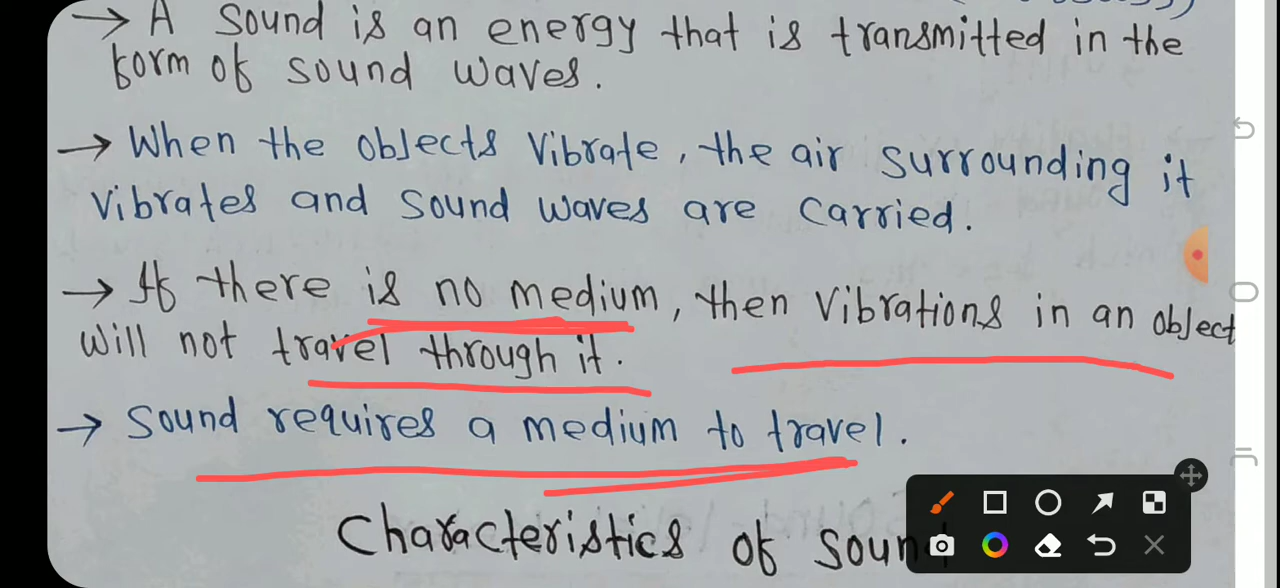 → A sound is an energy that is transmitted in the
form of sound waves.
→ When the objects vibrate, the air surrounding it
vibrates and sound waves are carried.
→ If there is no medium, then vibrations in an object
will not travel through it.
→ Sound requires a medium to travel.
Characteristics of Soun